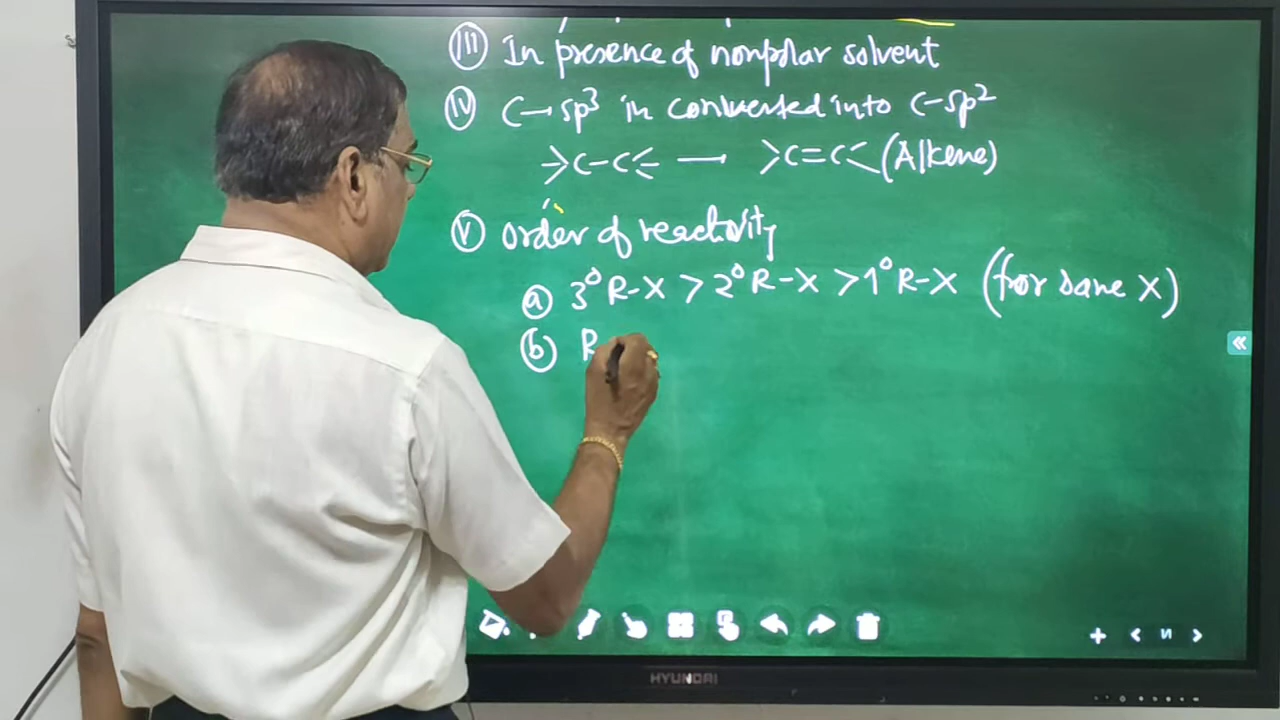 (III) In presence of nonpolar solvent
(IV) C→sp³ in converted into C-sp²
>C-C< → >C=C< (Alkene)
(V) order of reactivity
(a) 3° R-X > 2° R-X > 1° R-X (for same X)
(b) R
HYUNDAI